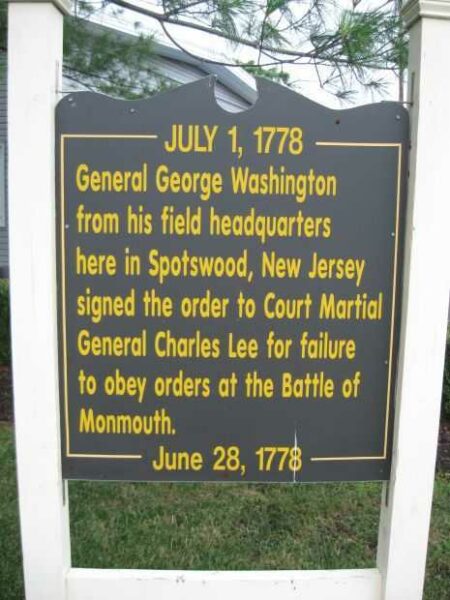 JULY 1, 1778
General George Washington
from his field headquarters
here in Spotswood, New Jersey
signed the order to Court Martial
General Charles Lee for failure
to obey orders at the Battle of
Monmouth.
June 28, 1778